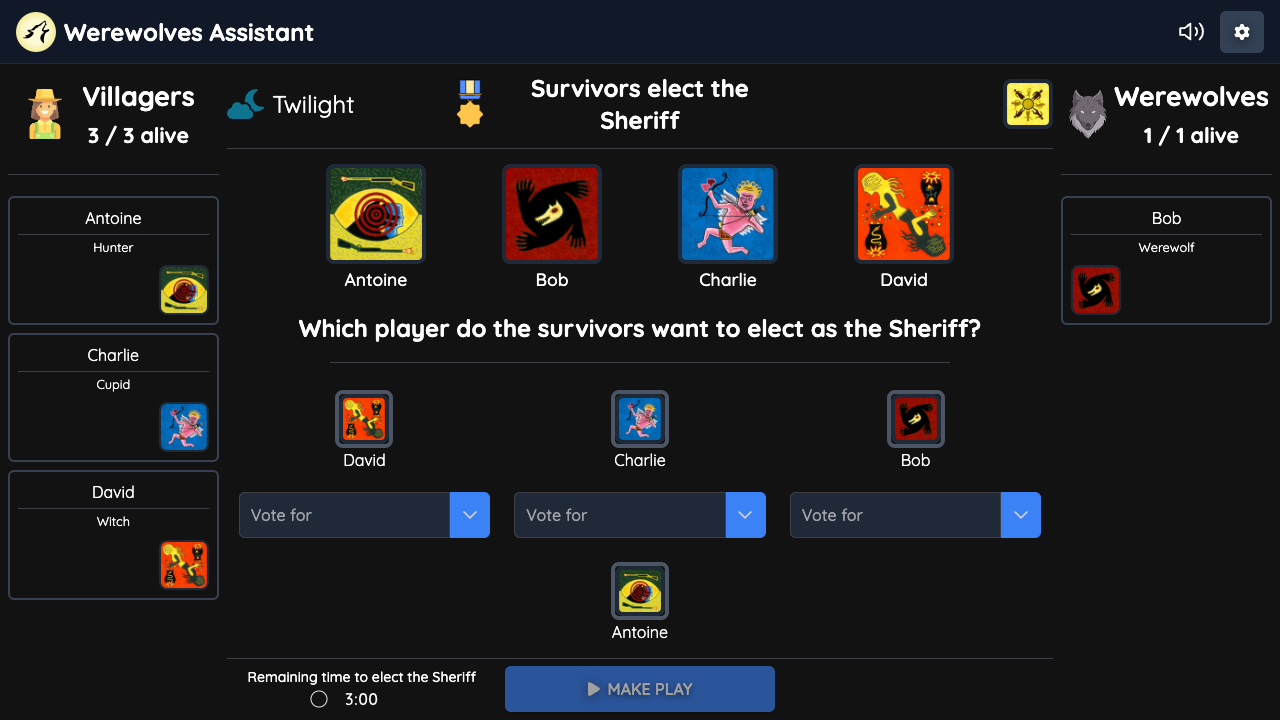 Werewolves Assistant
Villagers
3 / 3 alive
Twilight
Survivors elect the
Sheriff
Werewolves
1 / 1 alive
Antoine
Hunter
Charlie
Cupid
David
Witch
Antoine
Bob
Charlie
David
Which player do the survivors want to elect as the Sheriff?
David
Charlie
Bob
Vote for
Vote for
Vote for
Antoine
Remaining time to elect the Sheriff
3:00
MAKE PLAY
Bob
Werewolf